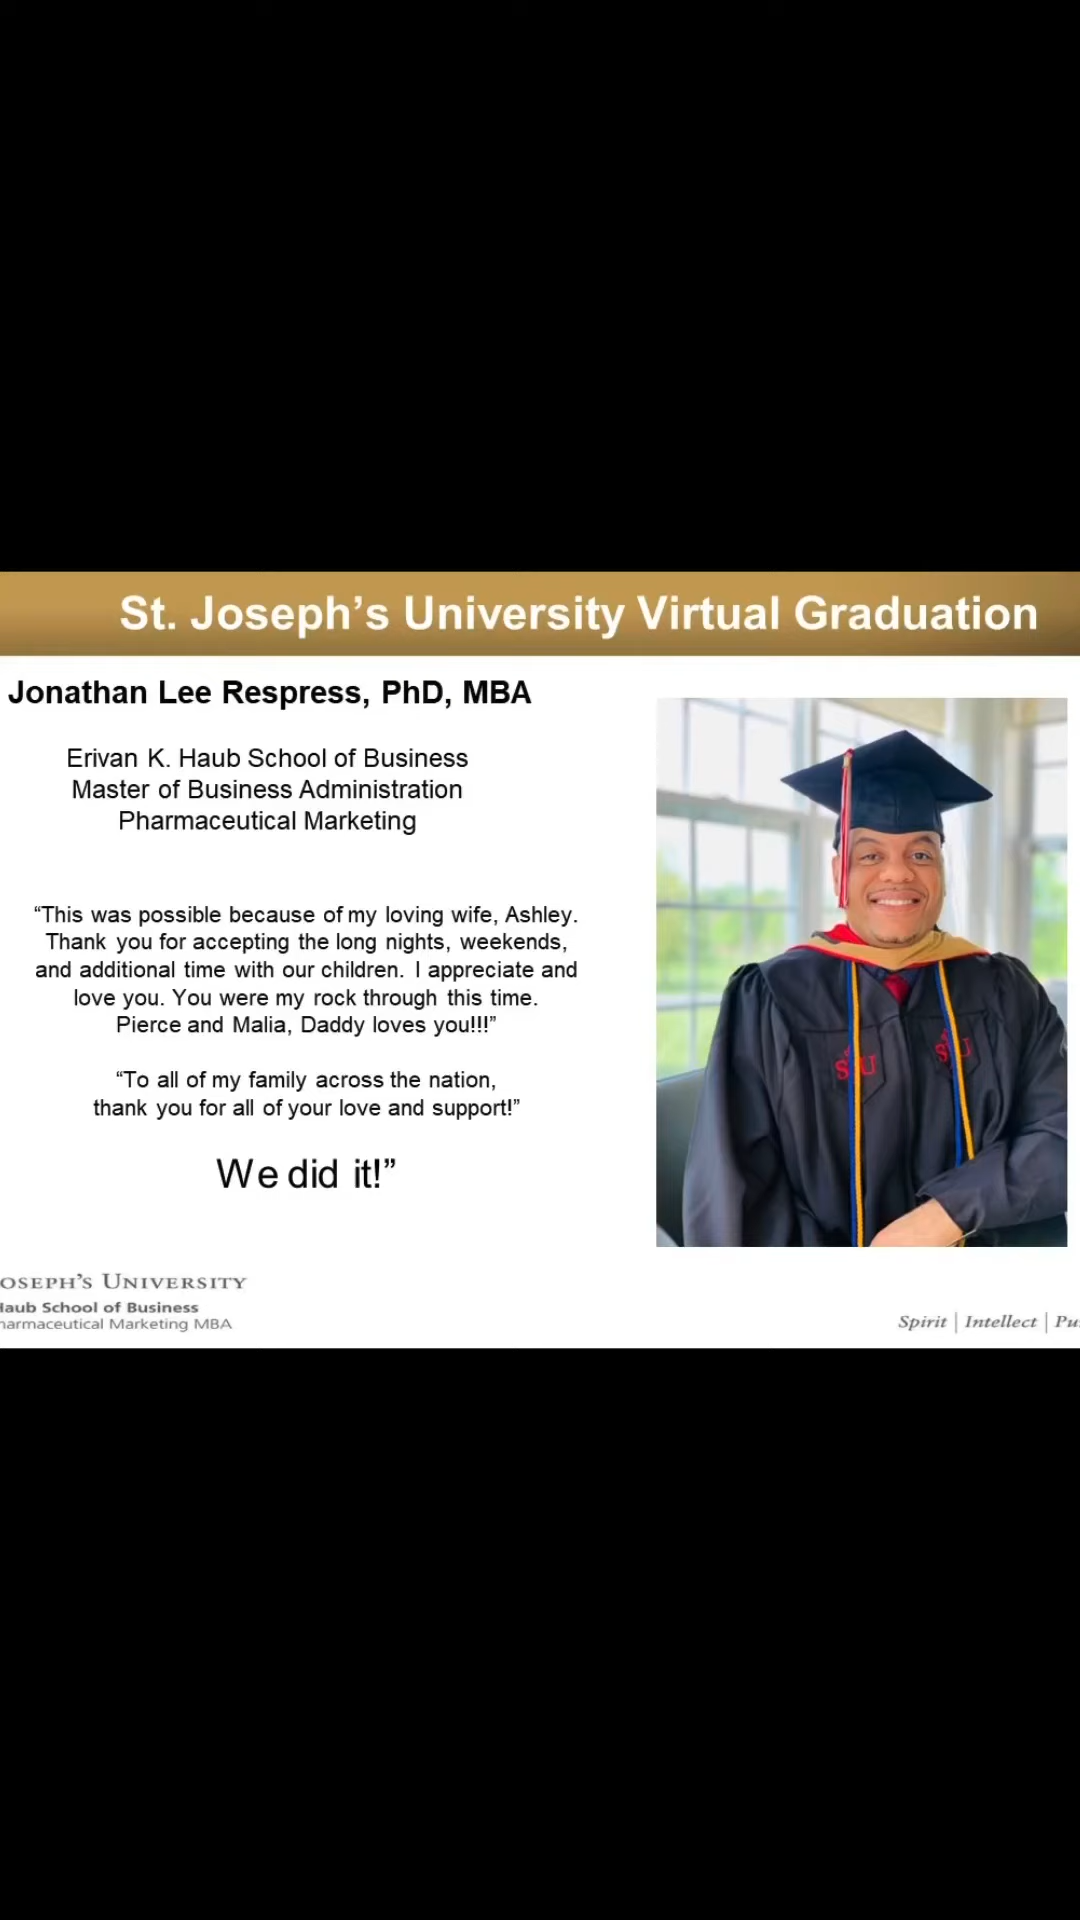 St. Joseph’s University Virtual Graduation
Jonathan Lee Respress, PhD, MBA
Erivan K. Haub School of Business
Master of Business Administration
Pharmaceutical Marketing
“This was possible because of my loving wife, Ashley.
Thank you for accepting the long nights, weekends,
and additional time with our children. I appreciate and
love you. You were my rock through this time.
Pierce and Malia, Daddy loves you!!!”
“To all of my family across the nation,
thank you for all of your love and support!”
We did it!”
SJU
SJU
OSEPH’S UNIVERSITY
Haub School of Business
harmaceutical Marketing MBA
Spirit | Intellect |